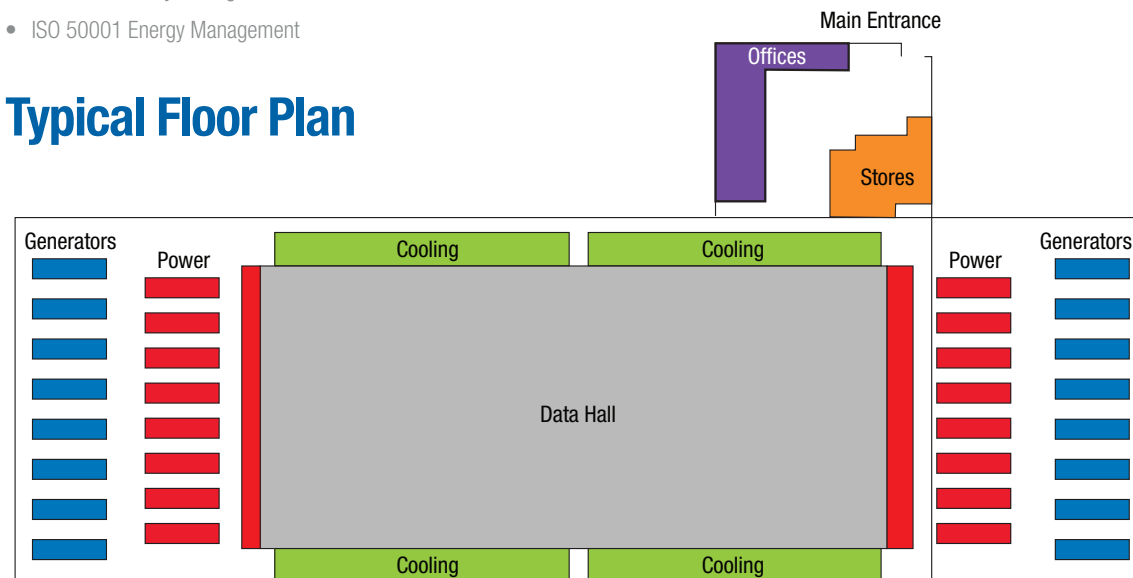 • ISO 50001 Energy Management
Main Entrance
Offices
Typical Floor Plan
Stores
Generators
Power
Cooling
Cooling
Power
Generators
Data Hall
Cooling
Cooling